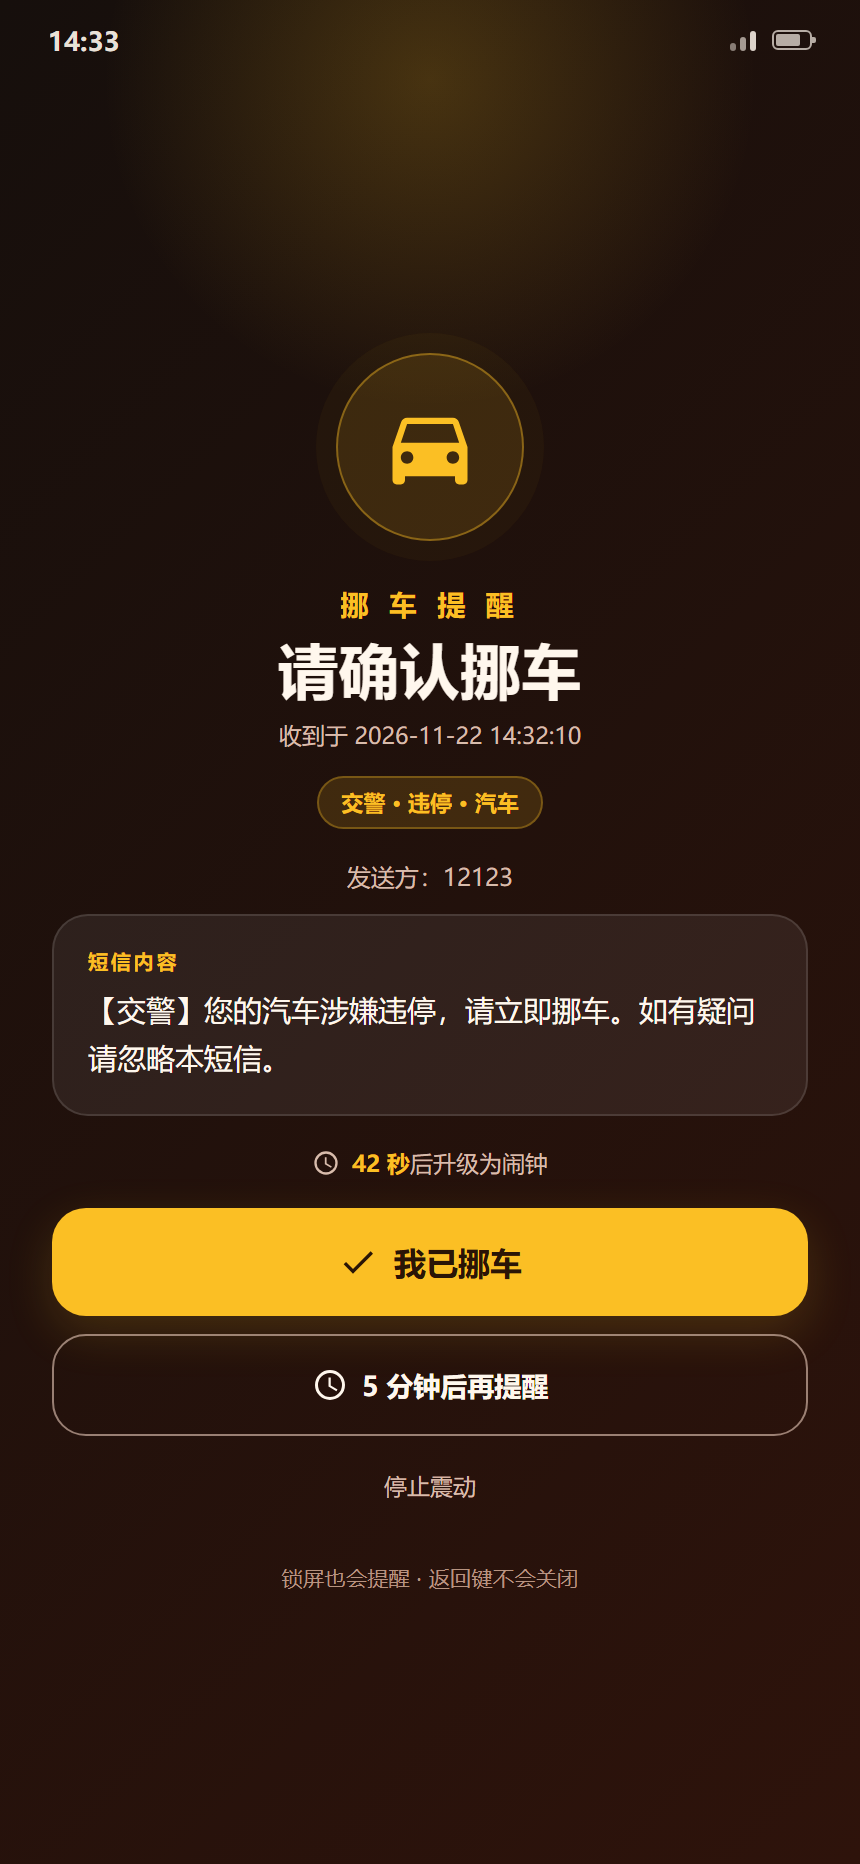 14:33
挪车提醒
请确认挪车
收到于 2026-11-22 14:32:10
交警 • 违停 • 汽车
发送方：12123
短信内容
【交警】您的汽车涉嫌违停，请立即挪车。如有疑问
请忽略本短信。
42 秒后升级为闹钟
我已挪车
5 分钟后再提醒
停止震动
锁屏也会提醒 · 返回键不会关闭